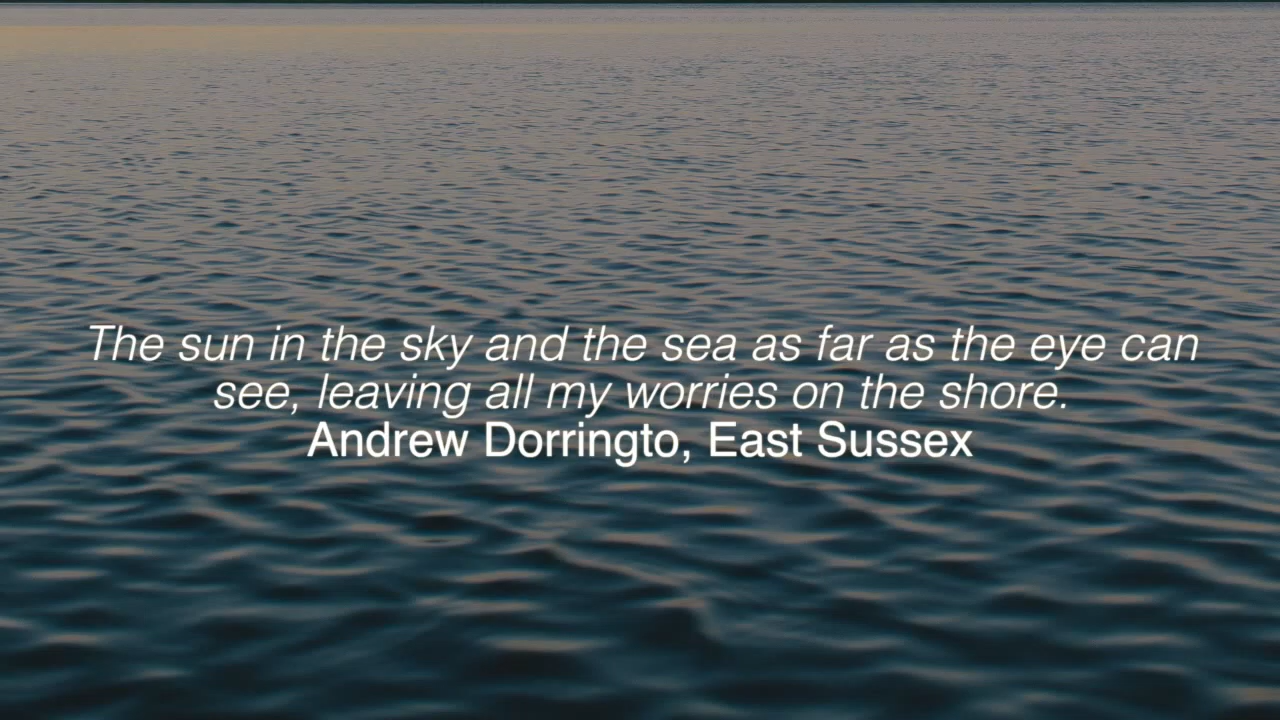 The sun in the sky and the sea as far as the eye can
see, leaving all my worries on the shore.
Andrew Dorringto, East Sussex